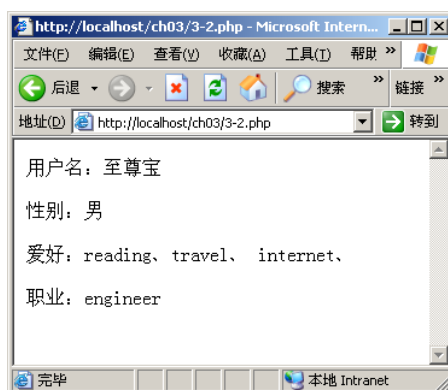 http://localhost/ch03/3-2.php - Microsoft Intern...
文件(F) 编辑(E) 查看(V) 收藏(A) 工具(T) 帮助 »
后退 搜索 » 链接 »
地址(D) http://localhost/ch03/3-2.php 转到
用户名：至尊宝
性别：男
爱好：reading、travel、 internet、
职业：engineer
完毕 本地 Intranet